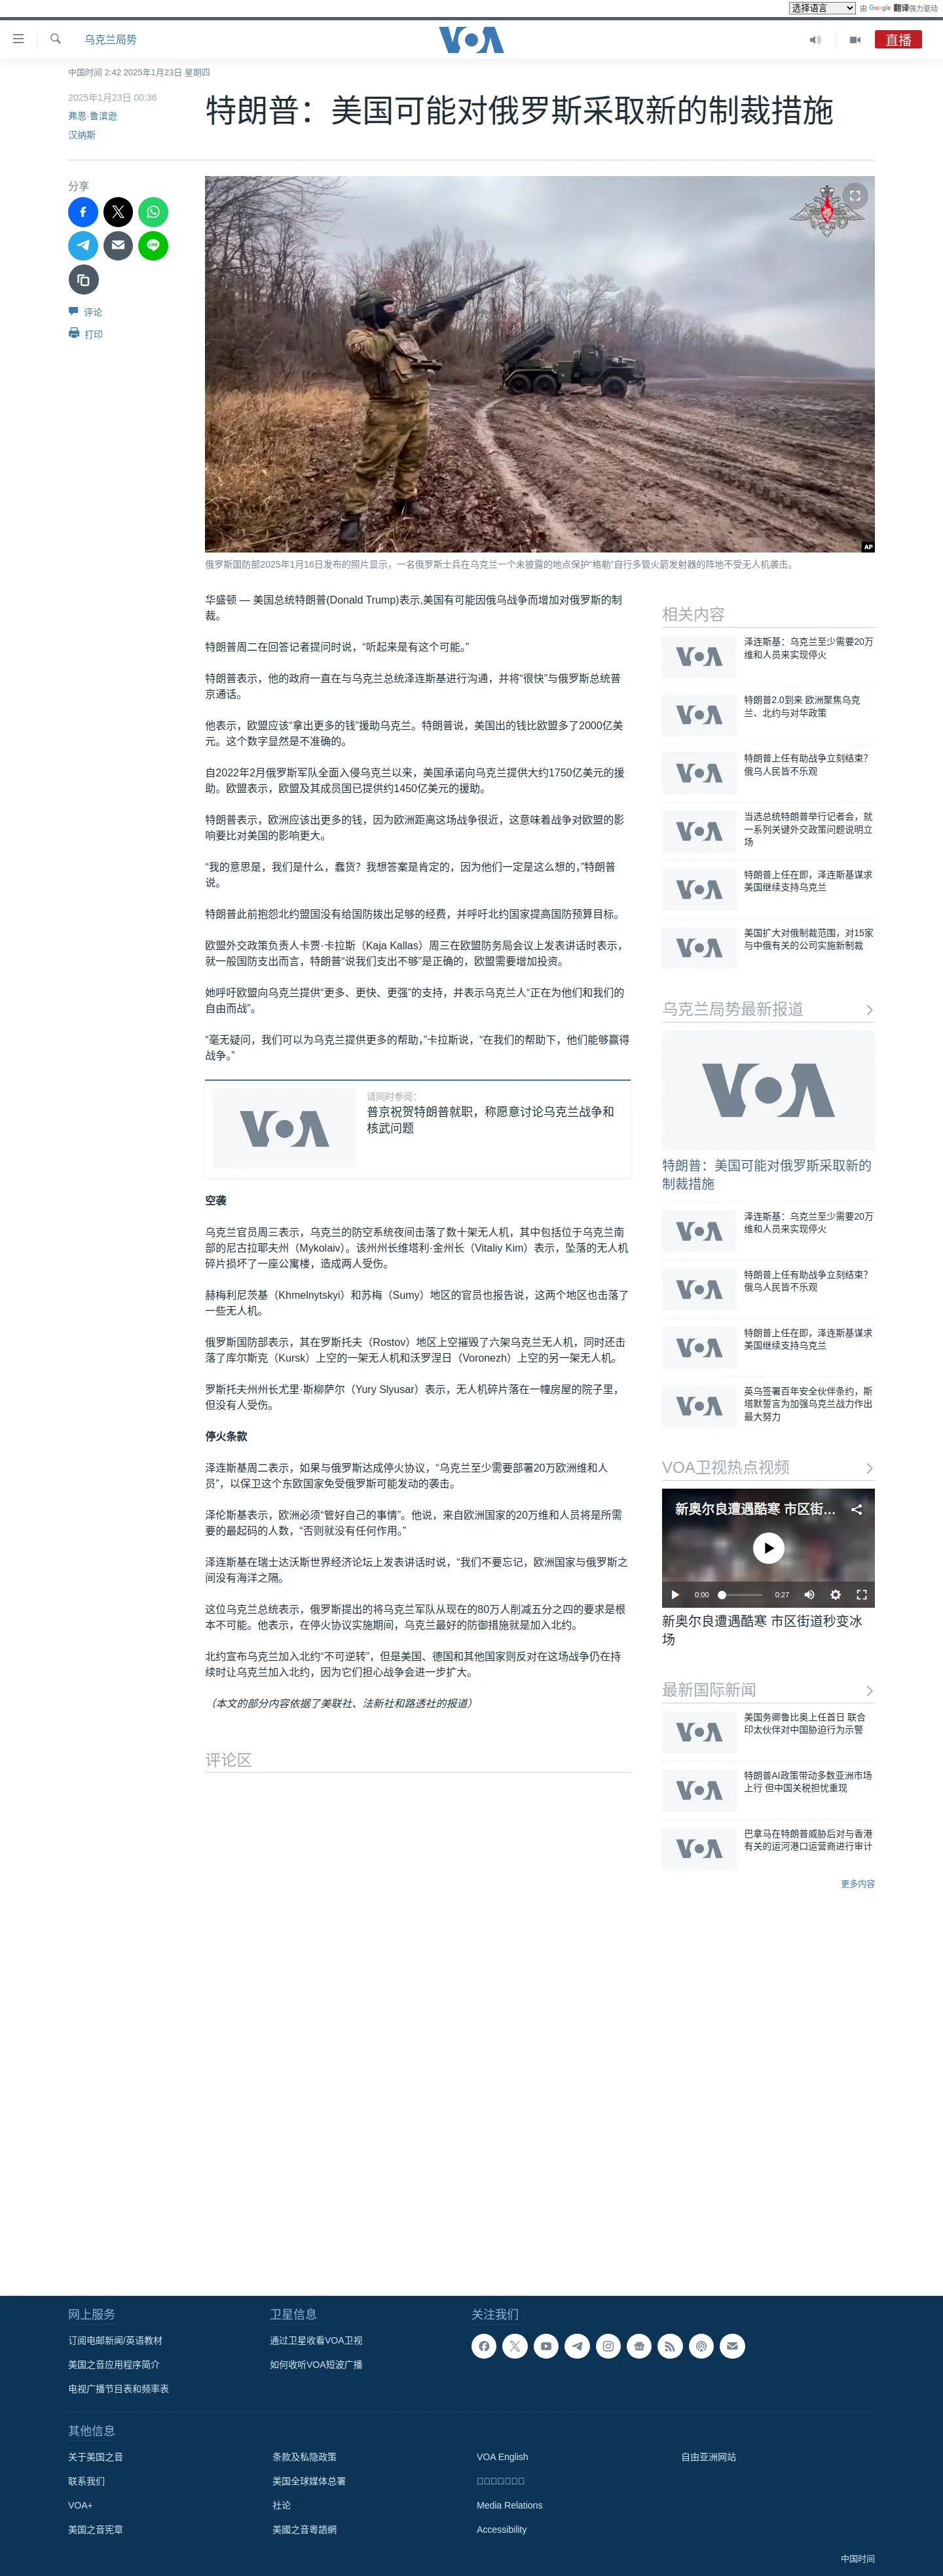 选择语言 由 Google 翻译强力驱动
乌克兰局势
VOA
直播
中国时间 2:42 2025年1月23日 星期四
2025年1月23日 00:36
弗恩·鲁滨逊
汉纳斯
特朗普：美国可能对俄罗斯采取新的制裁措施
分享
LINE
评论
打印
AP
俄罗斯国防部2025年1月16日发布的照片显示，一名俄罗斯士兵在乌克兰一个未披露的地点保护“格勒”自行多管火箭发射器的阵地不受无人机袭击。
华盛顿 — 美国总统特朗普(Donald Trump)表示,美国有可能因俄乌战争而增加对俄罗斯的制
裁。
特朗普周二在回答记者提问时说，“听起来是有这个可能。”
特朗普表示，他的政府一直在与乌克兰总统泽连斯基进行沟通，并将“很快”与俄罗斯总统普
京通话。
他表示，欧盟应该“拿出更多的钱”援助乌克兰。特朗普说，美国出的钱比欧盟多了2000亿美
元。这个数字显然是不准确的。
自2022年2月俄罗斯军队全面入侵乌克兰以来，美国承诺向乌克兰提供大约1750亿美元的援
助。欧盟表示，欧盟及其成员国已提供约1450亿美元的援助。
特朗普表示，欧洲应该出更多的钱，因为欧洲距离这场战争很近，这意味着战争对欧盟的影
响要比对美国的影响更大。
“我的意思是，我们是什么，蠢货？我想答案是肯定的，因为他们一定是这么想的，”特朗普
说。
特朗普此前抱怨北约盟国没有给国防拨出足够的经费，并呼吁北约国家提高国防预算目标。
欧盟外交政策负责人卡贾·卡拉斯（Kaja Kallas）周三在欧盟防务局会议上发表讲话时表示，
就一般国防支出而言，特朗普“说我们支出不够”是正确的，欧盟需要增加投资。
她呼吁欧盟向乌克兰提供“更多、更快、更强”的支持，并表示乌克兰人“正在为他们和我们的
自由而战”。
“毫无疑问，我们可以为乌克兰提供更多的帮助，”卡拉斯说，“在我们的帮助下，他们能够赢得
战争。”
VOA
请同时参阅：
普京祝贺特朗普就职，称愿意讨论乌克兰战争和
核武问题
空袭
乌克兰官员周三表示，乌克兰的防空系统夜间击落了数十架无人机，其中包括位于乌克兰南
部的尼古拉耶夫州（Mykolaiv）。该州州长维塔利·金州长（Vitaliy Kim）表示，坠落的无人机
碎片损坏了一座公寓楼，造成两人受伤。
赫梅利尼茨基（Khmelnytskyi）和苏梅（Sumy）地区的官员也报告说，这两个地区也击落了
一些无人机。
俄罗斯国防部表示，其在罗斯托夫（Rostov）地区上空摧毁了六架乌克兰无人机，同时还击
落了库尔斯克（Kursk）上空的一架无人机和沃罗涅日（Voronezh）上空的另一架无人机。
罗斯托夫州州长尤里·斯柳萨尔（Yury Slyusar）表示，无人机碎片落在一幢房屋的院子里，
但没有人受伤。
停火条款
泽连斯基周二表示，如果与俄罗斯达成停火协议，“乌克兰至少需要部署20万欧洲维和人
员”，以保卫这个东欧国家免受俄罗斯可能发动的袭击。
泽伦斯基表示，欧洲必须“管好自己的事情”。他说，来自欧洲国家的20万维和人员将是所需
要的最起码的人数，“否则就没有任何作用。”
泽连斯基在瑞士达沃斯世界经济论坛上发表讲话时说，“我们不要忘记，欧洲国家与俄罗斯之
间没有海洋之隔。
这位乌克兰总统表示，俄罗斯提出的将乌克兰军队从现在的80万人削减五分之四的要求是根
本不可能。他表示，在停火协议实施期间，乌克兰最好的防御措施就是加入北约。
北约宣布乌克兰加入北约“不可逆转”，但是美国、德国和其他国家则反对在这场战争仍在持
续时让乌克兰加入北约，因为它们担心战争会进一步扩大。
（本文的部分内容依据了美联社、法新社和路透社的报道）
评论区
相关内容
VOA
泽连斯基：乌克兰至少需要20万
维和人员来实现停火
VOA
特朗普2.0到来 欧洲聚焦乌克
兰、北约与对华政策
VOA
特朗普上任有助战争立刻结束？
俄乌人民皆不乐观
VOA
当选总统特朗普举行记者会，就
一系列关键外交政策问题说明立
场
VOA
特朗普上任在即，泽连斯基谋求
美国继续支持乌克兰
VOA
美国扩大对俄制裁范围，对15家
与中俄有关的公司实施新制裁
乌克兰局势最新报道
VOA
特朗普：美国可能对俄罗斯采取新的
制裁措施
VOA
泽连斯基：乌克兰至少需要20万
维和人员来实现停火
VOA
特朗普上任有助战争立刻结束？
俄乌人民皆不乐观
VOA
特朗普上任在即，泽连斯基谋求
美国继续支持乌克兰
VOA
英乌签署百年安全伙伴条约，斯
塔默誓言为加强乌克兰战力作出
最大努力
VOA卫视热点视频
新奥尔良遭遇酷寒 市区街...
0:00 0:27
新奥尔良遭遇酷寒 市区街道秒变冰
场
最新国际新闻
VOA
美国务卿鲁比奥上任首日 联合
印太伙伴对中国胁迫行为示警
VOA
特朗普AI政策带动多数亚洲市场
上行 但中国关税担忧重现
VOA
巴拿马在特朗普威胁后对与香港
有关的运河港口运营商进行审计
更多内容
网上服务
订阅电邮新闻/英语教材
美国之音应用程序简介
电视广播节目表和频率表
卫星信息
通过卫星收看VOA卫视
如何收听VOA短波广播
关注我们
其他信息
关于美国之音
联系我们
VOA+
美国之音宪章
条款及私隐政策
美国全球媒体总署
社论
美國之音粵語網
VOA English
Media Relations
Accessibility
自由亚洲网站
中国时间